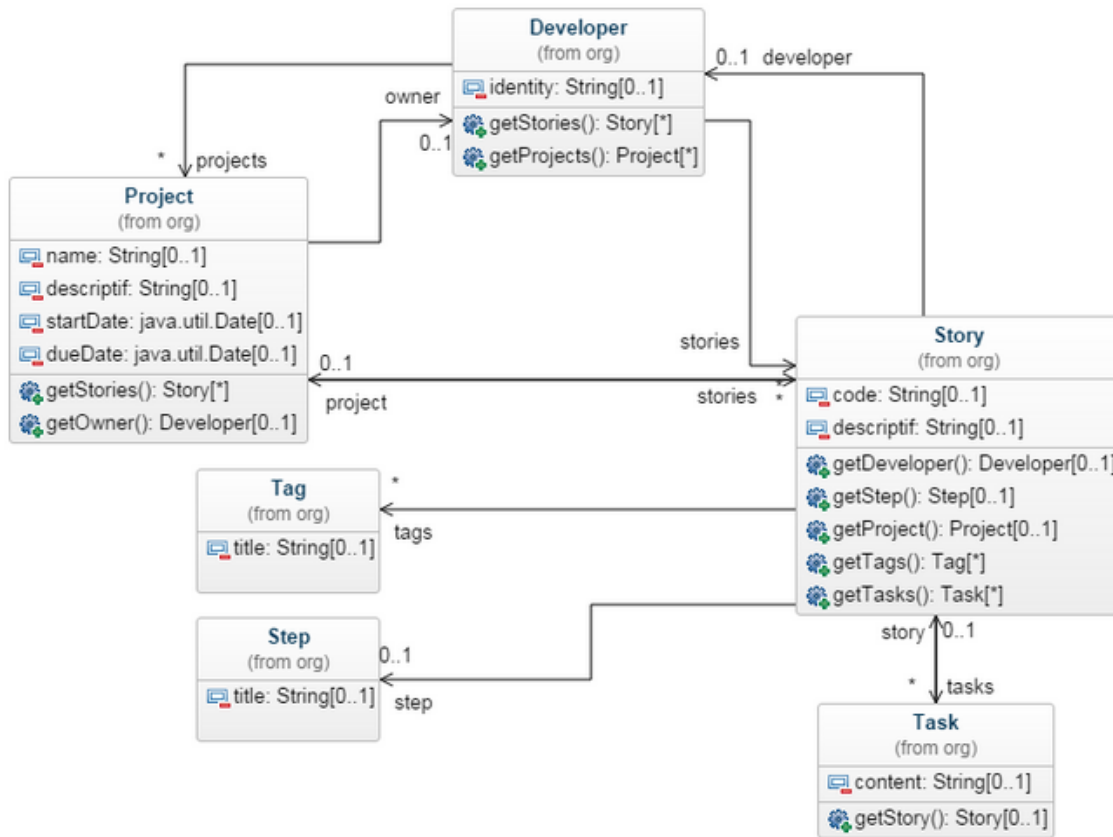 Developer
(from org)
identity: String[0..1]
getStories(): Story[*]
getProjects(): Project[*]
0..1 developer
owner
0..1
* projects
Project
(from org)
name: String[0..1]
descriptif: String[0..1]
startDate: java.util.Date[0..1]
dueDate: java.util.Date[0..1]
getStories(): Story[*]
getOwner(): Developer[0..1]
0..1
project
stories
stories *
*
Story
(from org)
code: String[0..1]
descriptif: String[0..1]
getDeveloper(): Developer[0..1]
getStep(): Step[0..1]
getProject(): Project[0..1]
getTags(): Tag[*]
getTasks(): Task[*]
Tag
(from org)
title: String[0..1]
*
tags
Step
(from org)
title: String[0..1]
0..1
step
story 0..1
* tasks
Task
(from org)
content: String[0..1]
getStory(): Story[0..1]